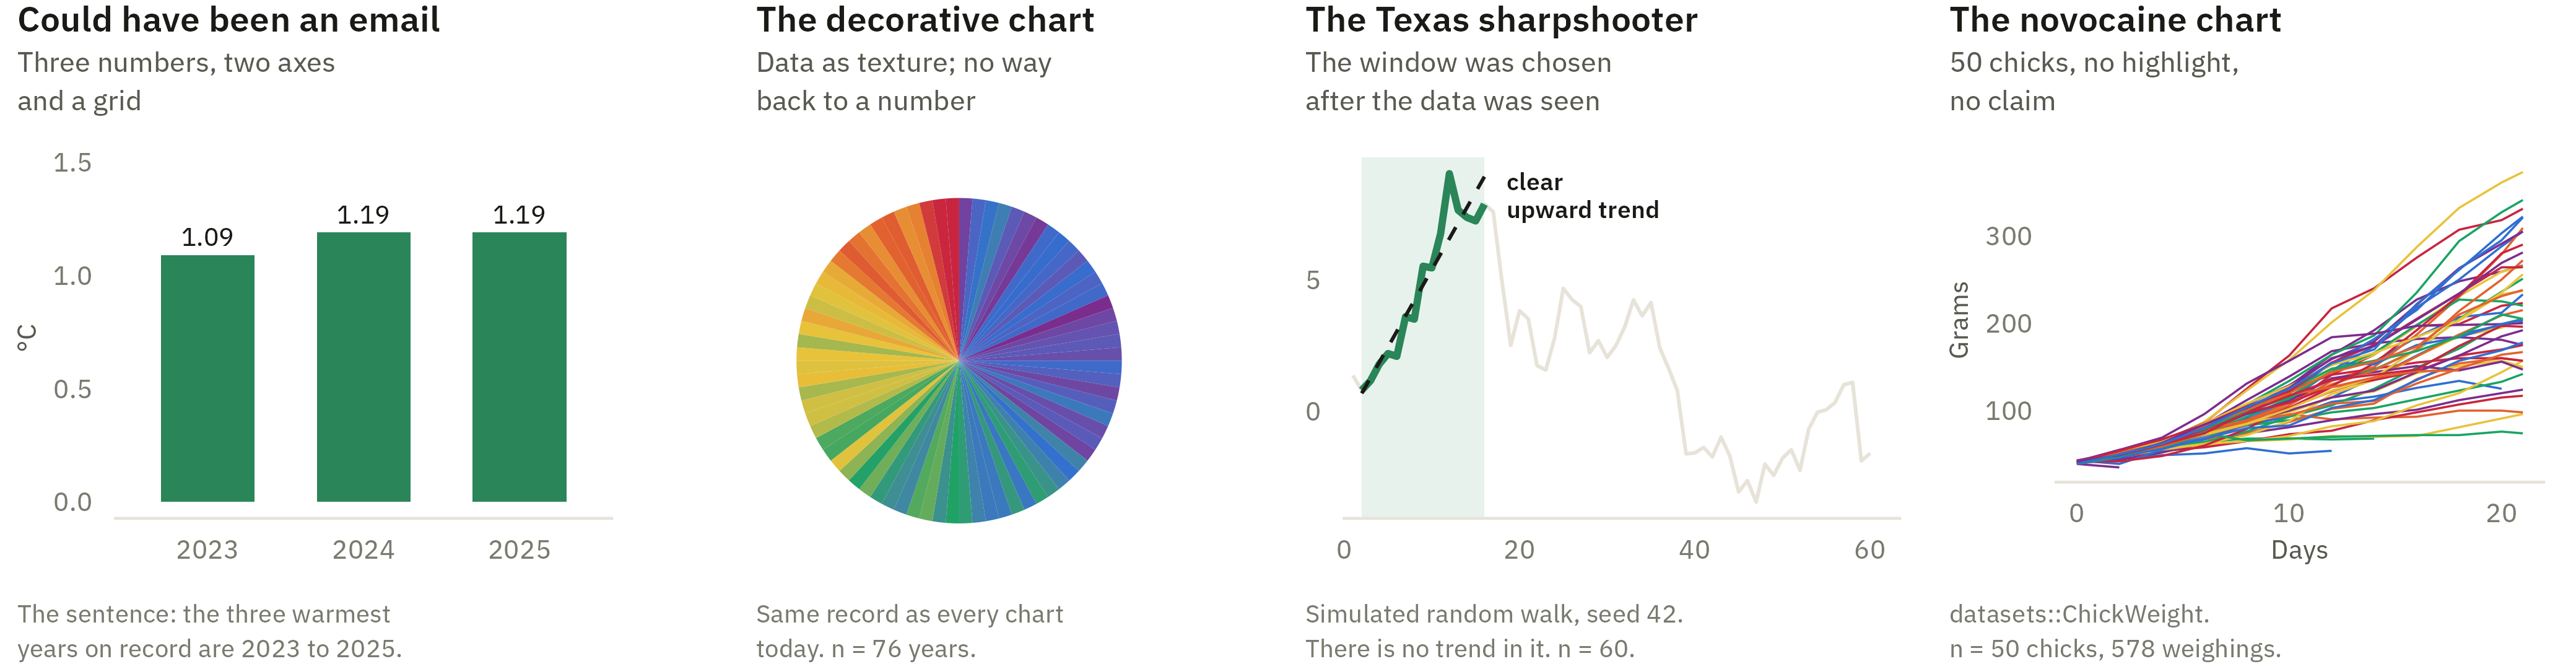 Could have been an email
Three numbers, two axes
and a grid
1.5
1.0
0.5
0.0
°C
1.09
1.19
1.19
2023
2024
2025
The sentence: the three warmest
years on record are 2023 to 2025.
The decorative chart
Data as texture; no way
back to a number
Same record as every chart
today. n = 76 years.
The Texas sharpshooter
The window was chosen
after the data was seen
clear
upward trend
5
0
0
20
40
60
Simulated random walk, seed 42.
There is no trend in it. n = 60.
The novocaine chart
50 chicks, no highlight,
no claim
300
200
100
Grams
0
10
20
Days
datasets::ChickWeight.
n = 50 chicks, 578 weighings.